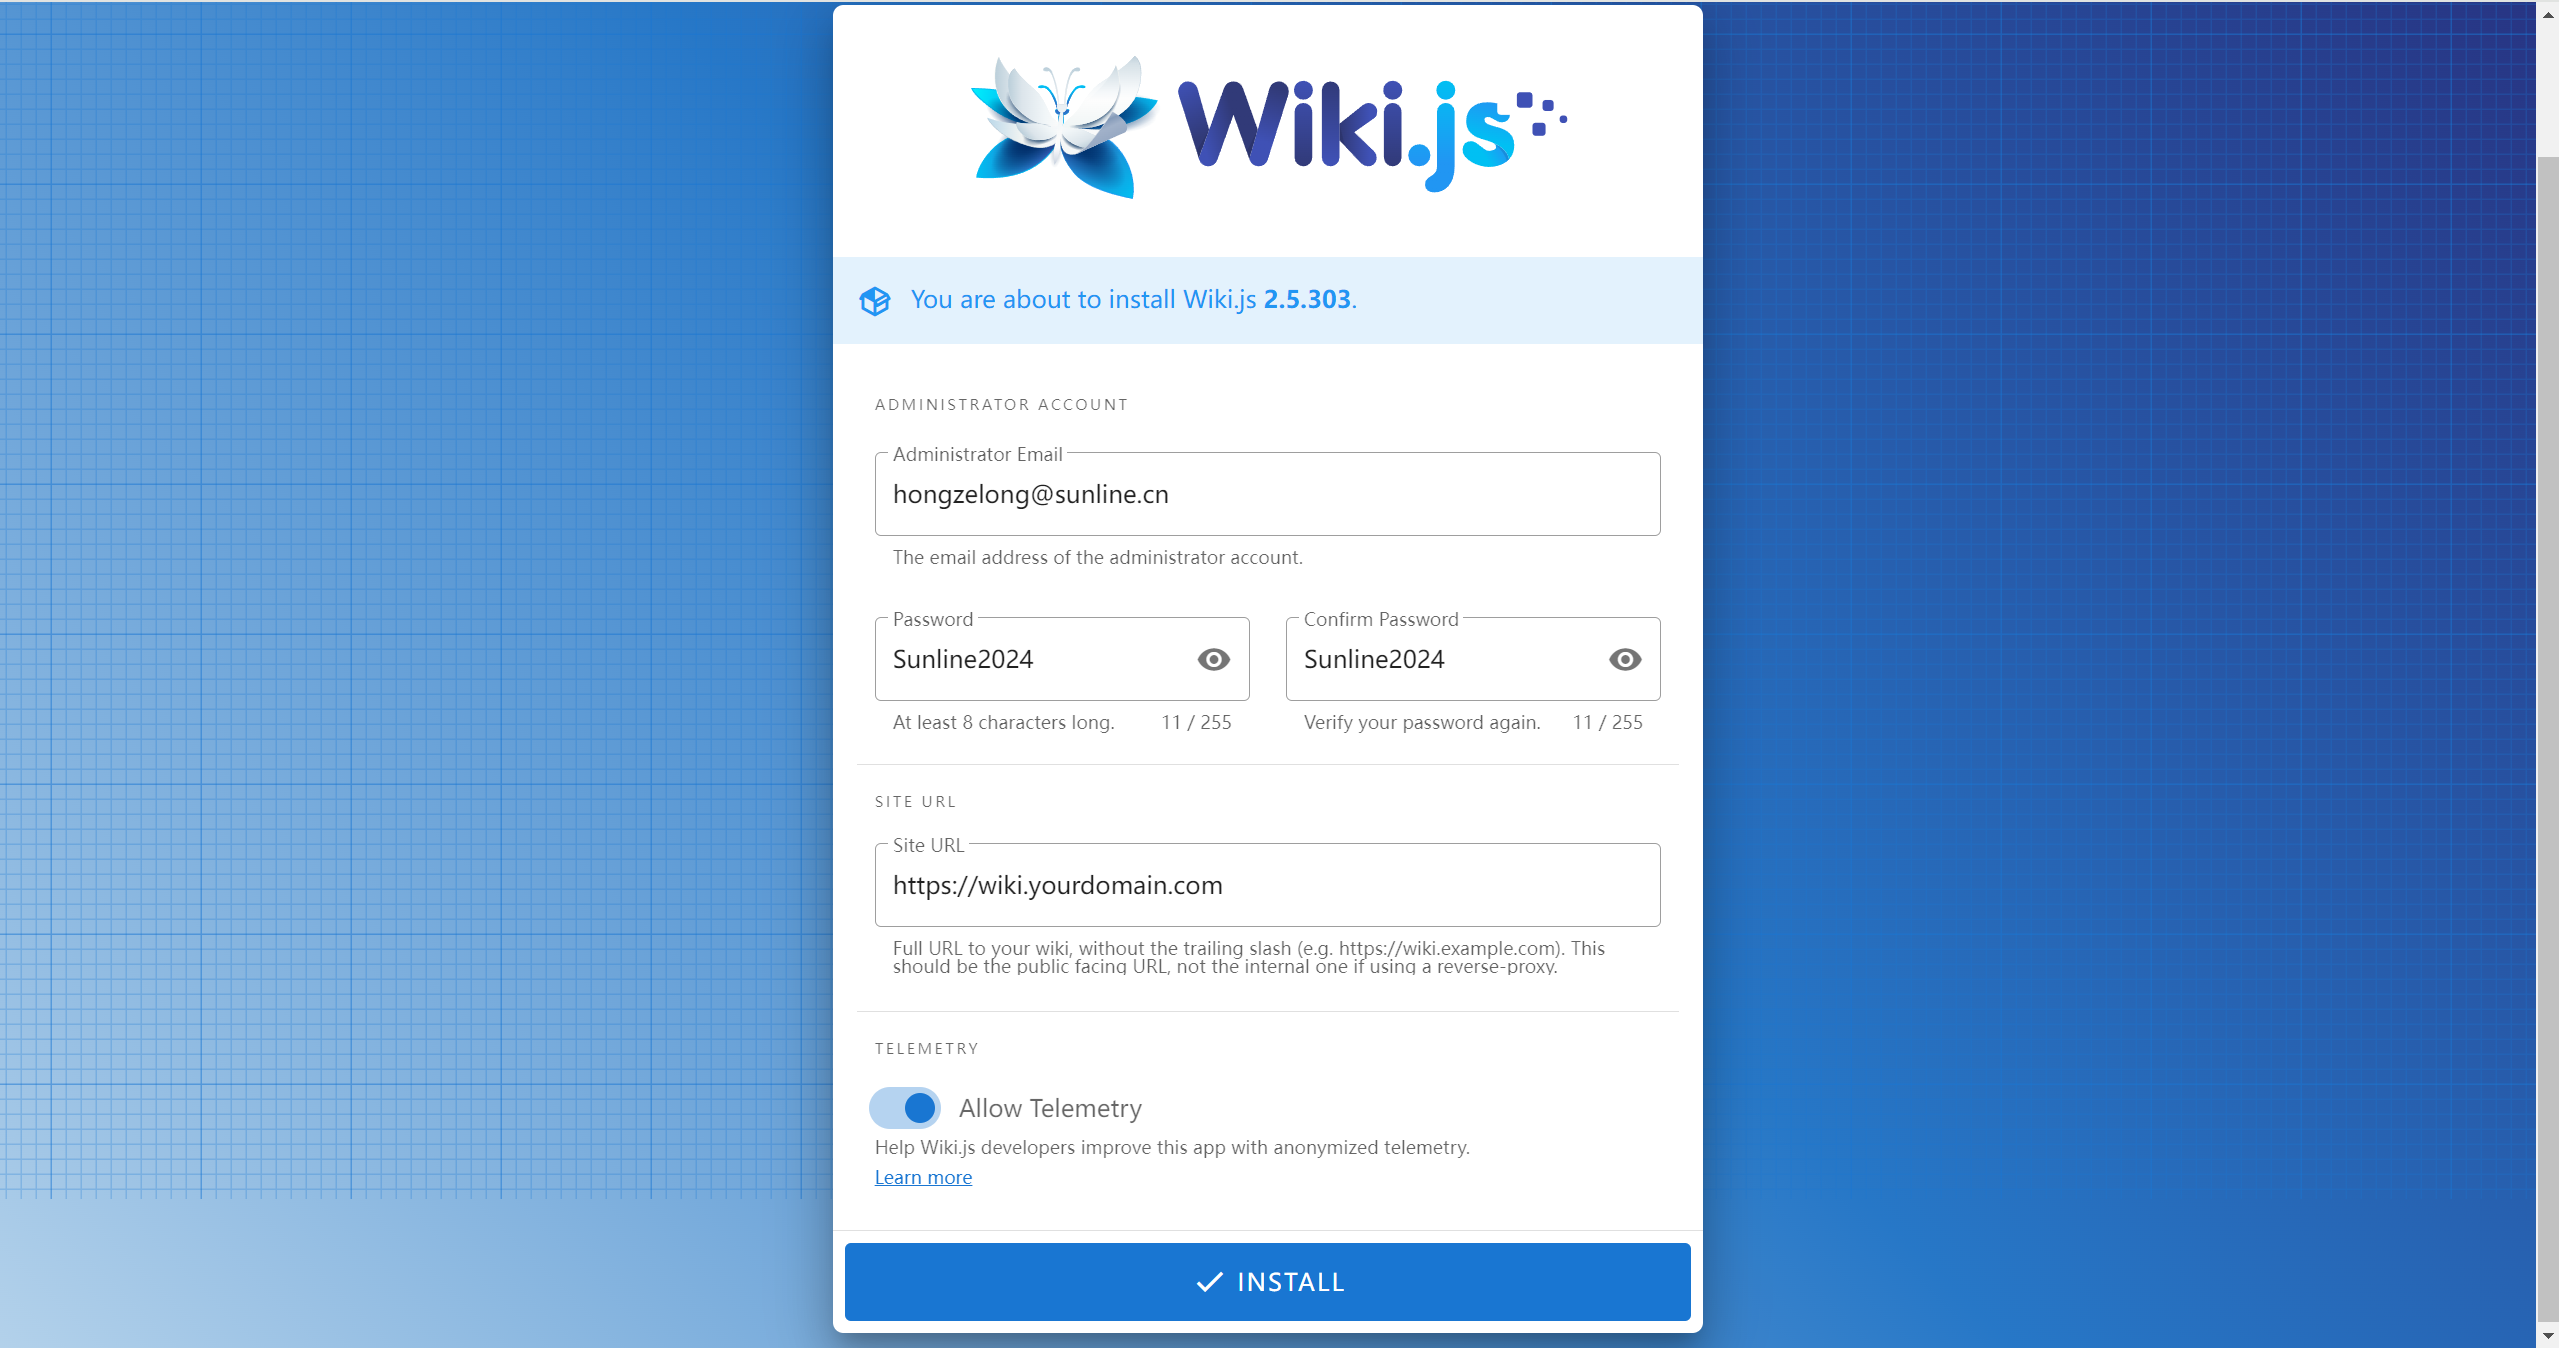 Wiki.js
You are about to install Wiki.js 2.5.303.
ADMINISTRATOR ACCOUNT
Administrator Email
hongzelong@sunline.cn
The email address of the administrator account.
Password
Sunline2024
At least 8 characters long.
11 / 255
Confirm Password
Sunline2024
Verify your password again.
11 / 255
SITE URL
Site URL
https://wiki.yourdomain.com
Full URL to your wiki, without the trailing slash (e.g. https://wiki.example.com). This
should be the public facing URL, not the internal one if using a reverse-proxy.
TELEMETRY
Allow Telemetry
Help Wiki.js developers improve this app with anonymized telemetry.
Learn more
INSTALL